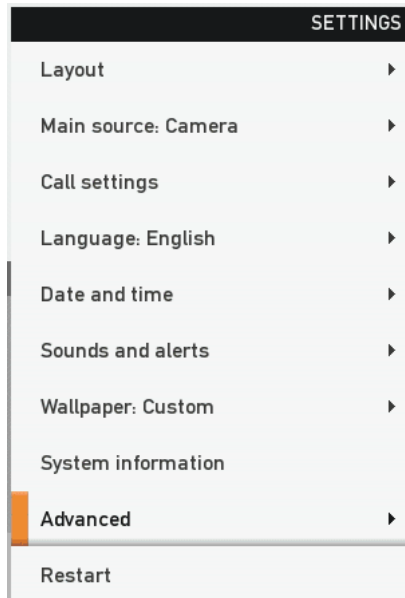 SETTINGS
Layout
Main source: Camera
Call settings
Language: English
Date and time
Sounds and alerts
Wallpaper: Custom
System information
Advanced
Restart